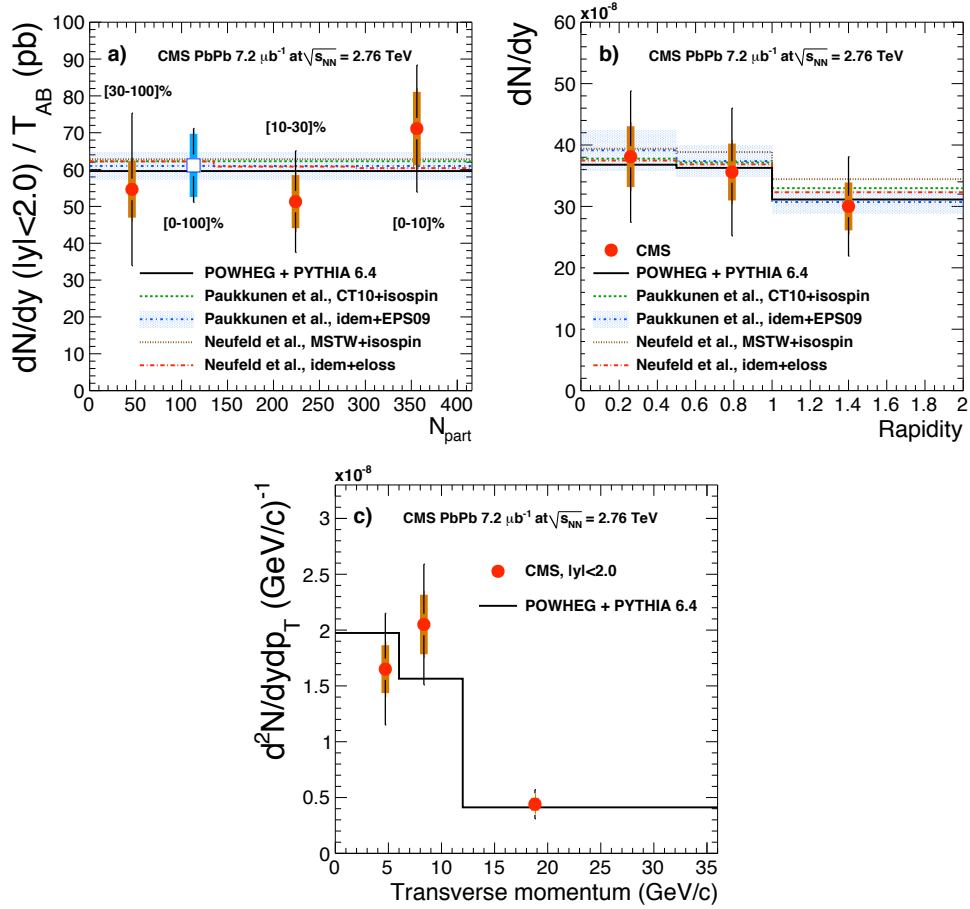 a) CMS PbPb 7.2 μb⁻¹ at √s_NN = 2.76 TeV
dN/dy (|y|<2.0) / T_AB (pb)
100
90
80
70
60
50
40
30
20
10
0
[30-100]%
[10-30]%
[0-100]%
[0-10]%
POWHEG + PYTHIA 6.4
Paukkunen et al., CT10+isospin
Paukkunen et al., idem+EPS09
Neufeld et al., MSTW+isospin
Neufeld et al., idem+eloss
0 50 100 150 200 250 300 350 400
N_part
×10⁻⁸
b) CMS PbPb 7.2 μb⁻¹ at √s_NN = 2.76 TeV
dN/dy
60
50
40
30
20
10
0
CMS
POWHEG + PYTHIA 6.4
Paukkunen et al., CT10+isospin
Paukkunen et al., idem+EPS09
Neufeld et al., MSTW+isospin
Neufeld et al., idem+eloss
0 0.2 0.4 0.6 0.8 1 1.2 1.4 1.6 1.8 2
Rapidity
×10⁻⁸
c) CMS PbPb 7.2 μb⁻¹ at √s_NN = 2.76 TeV
d²N/dydp_T (GeV/c)⁻¹
3
2.5
2
1.5
1
0.5
0
CMS, |y|<2.0
POWHEG + PYTHIA 6.4
0 5 10 15 20 25 30 35
Transverse momentum (GeV/c)